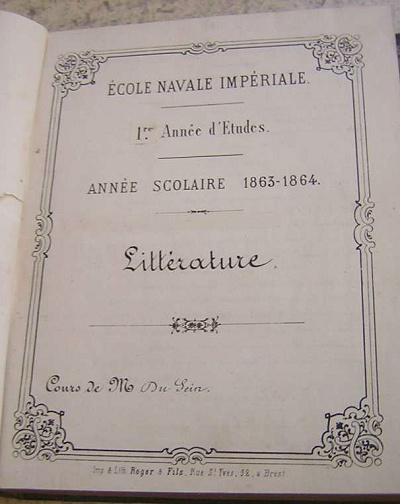 ÉCOLE NAVALE IMPÉRIALE.
1re Année d'Etudes.
ANNÉE SCOLAIRE 1863-1864.
Littérature.
Cours de M Du Sein.
Imp & Lith. Roger & Fils, Rue St Yves, 32, à Brest